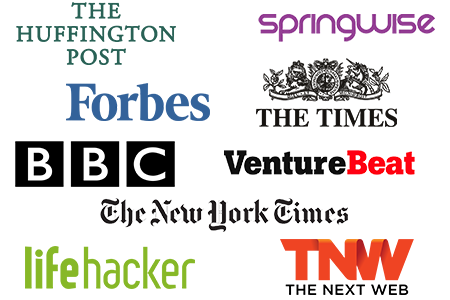 THE
HUFFINGTON
POST
springwise
Forbes
THE TIMES
BBC
VentureBeat
The New York Times
lifehacker
TNW
THE NEXT WEB